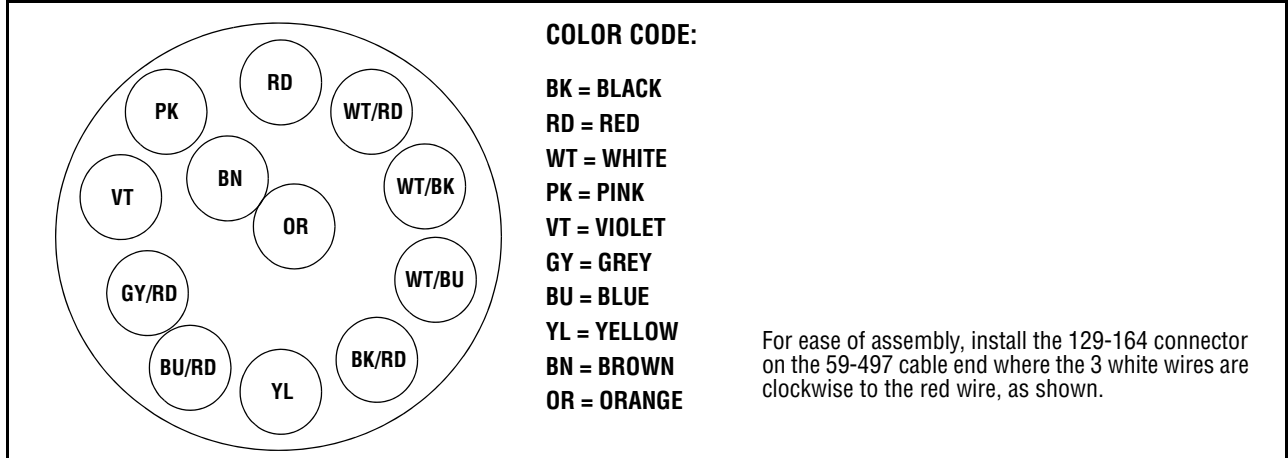 RD
PK
WT/RD
BN
WT/BK
VT
OR
WT/BU
GY/RD
BK/RD
BU/RD
YL
COLOR CODE:
BK = BLACK
RD = RED
WT = WHITE
PK = PINK
VT = VIOLET
GY = GREY
BU = BLUE
YL = YELLOW
BN = BROWN
OR = ORANGE
For ease of assembly, install the 129-164 connector
on the 59-497 cable end where the 3 white wires are
clockwise to the red wire, as shown.